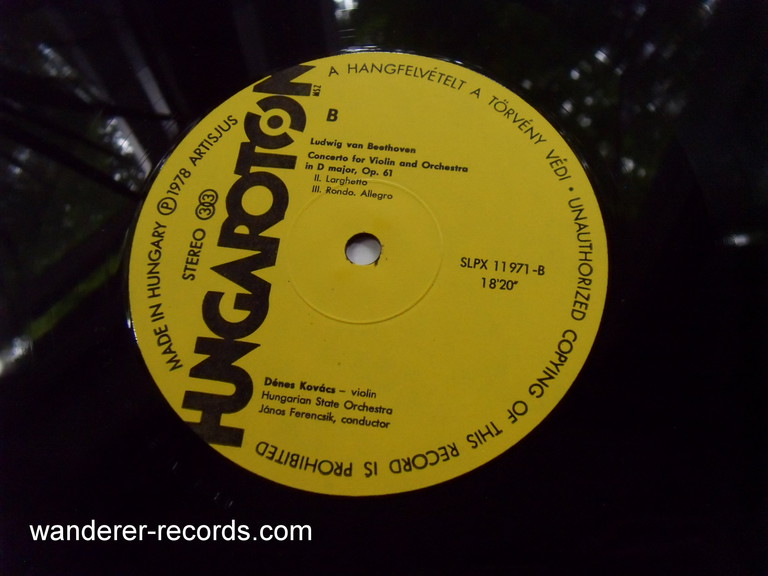 A HANGFELVÉTELT A TÖRVÉNY VÉDI • UNAUTHORIZED COPYING OF THIS RECORD IS PROHIBITED
MADE IN HUNGARY Ⓟ 1978 ARTISJUS
STEREO 33
HUNGAROTON
MSZ
B
Ludwig van Beethoven
Concerto for Violin and Orchestra
in D major, Op. 61
II. Larghetto
III. Rondo. Allegro
SLPX 11971-B
18'20"
Dénes Kovács – violin
Hungarian State Orchestra
János Ferencsik, conductor
wanderer-records.com